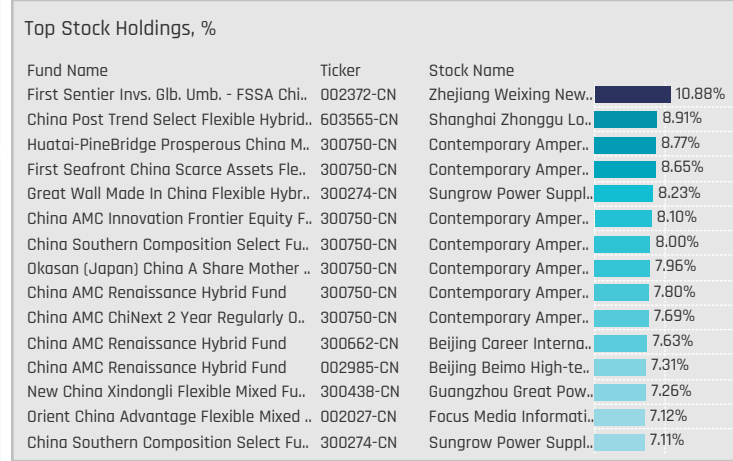 Top Stock Holdings, %
Fund Name Ticker Stock Name
First Sentier Invs. Glb. Umb. - FSSA Chi.. 002372-CN Zhejiang Weixing New.. 10.88%
China Post Trend Select Flexible Hybrid.. 603565-CN Shanghai Zhonggu Lo.. 8.91%
Huatai-PineBridge Prosperous China M.. 300750-CN Contemporary Amper.. 8.77%
First Seafront China Scarce Assets Fle.. 300750-CN Contemporary Amper.. 8.65%
Great Wall Made In China Flexible Hybr.. 300274-CN Sungrow Power Suppl.. 8.23%
China AMC Innovation Frontier Equity F.. 300750-CN Contemporary Amper.. 8.10%
China Southern Composition Select Fu.. 300750-CN Contemporary Amper.. 8.00%
Okasan (Japan) China A Share Mother .. 300750-CN Contemporary Amper.. 7.96%
China AMC Renaissance Hybrid Fund 300750-CN Contemporary Amper.. 7.80%
China AMC ChiNext 2 Year Regularly O.. 300750-CN Contemporary Amper.. 7.69%
China AMC Renaissance Hybrid Fund 300662-CN Beijing Career Interna.. 7.63%
China AMC Renaissance Hybrid Fund 002985-CN Beijing Beimo High-te.. 7.31%
New China Xindongli Flexible Mixed Fu.. 300438-CN Guangzhou Great Pow.. 7.26%
Orient China Advantage Flexible Mixed .. 002027-CN Focus Media Informati.. 7.12%
China Southern Composition Select Fu.. 300274-CN Sungrow Power Suppl.. 7.11%